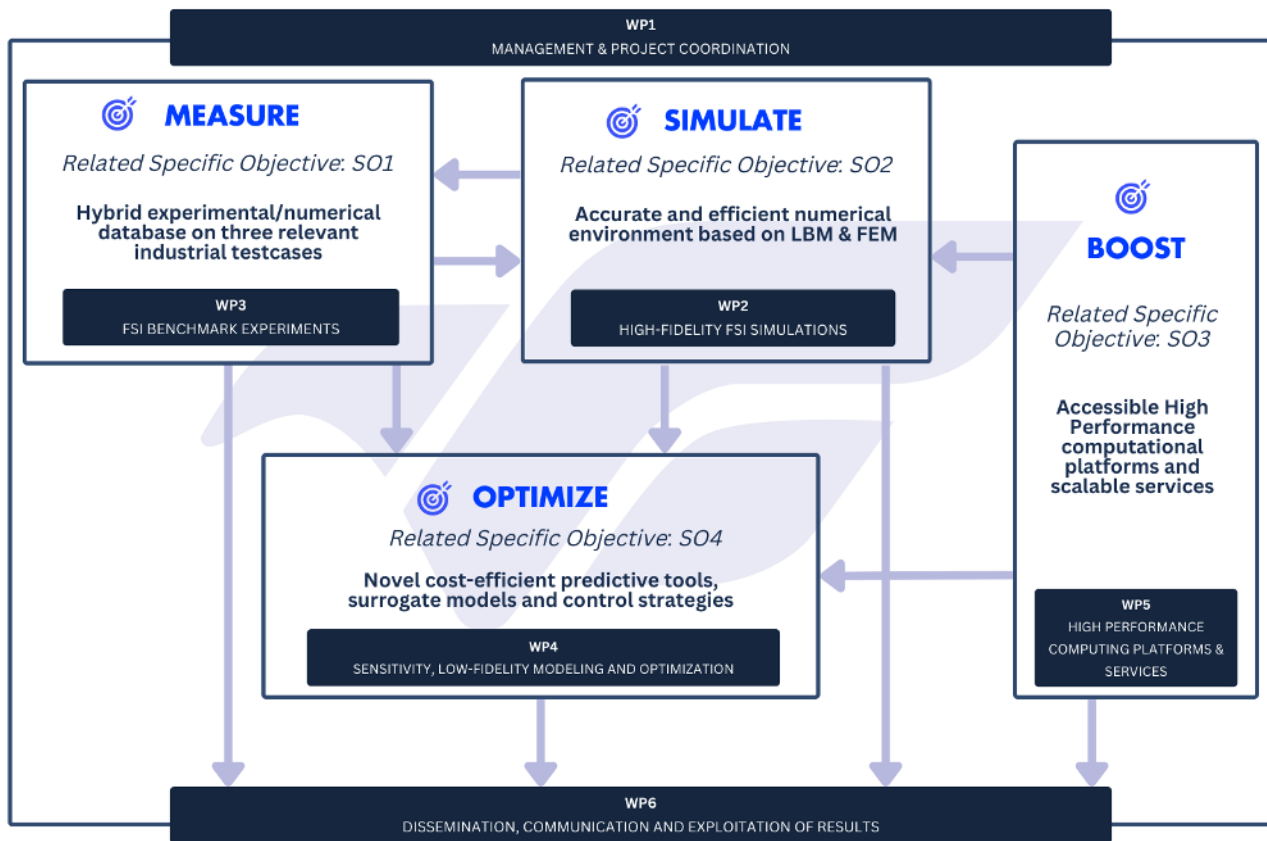 WP1
MANAGEMENT & PROJECT COORDINATION
MEASURE
Related Specific Objective: SO1
Hybrid experimental/numerical
database on three relevant
industrial testcases
WP3
FSI BENCHMARK EXPERIMENTS
SIMULATE
Related Specific Objective: SO2
Accurate and efficient numerical
environment based on LBM & FEM
WP2
HIGH-FIDELITY FSI SIMULATIONS
BOOST
Related Specific
Objective: SO3
Accessible High
Performance
computational
platforms and
scalable services
WP5
HIGH PERFORMANCE
COMPUTING PLATFORMS &
SERVICES
OPTIMIZE
Related Specific Objective: SO4
Novel cost-efficient predictive tools,
surrogate models and control strategies
WP4
SENSITIVITY, LOW-FIDELITY MODELING AND OPTIMIZATION
WP6
DISSEMINATION, COMMUNICATION AND EXPLOITATION OF RESULTS